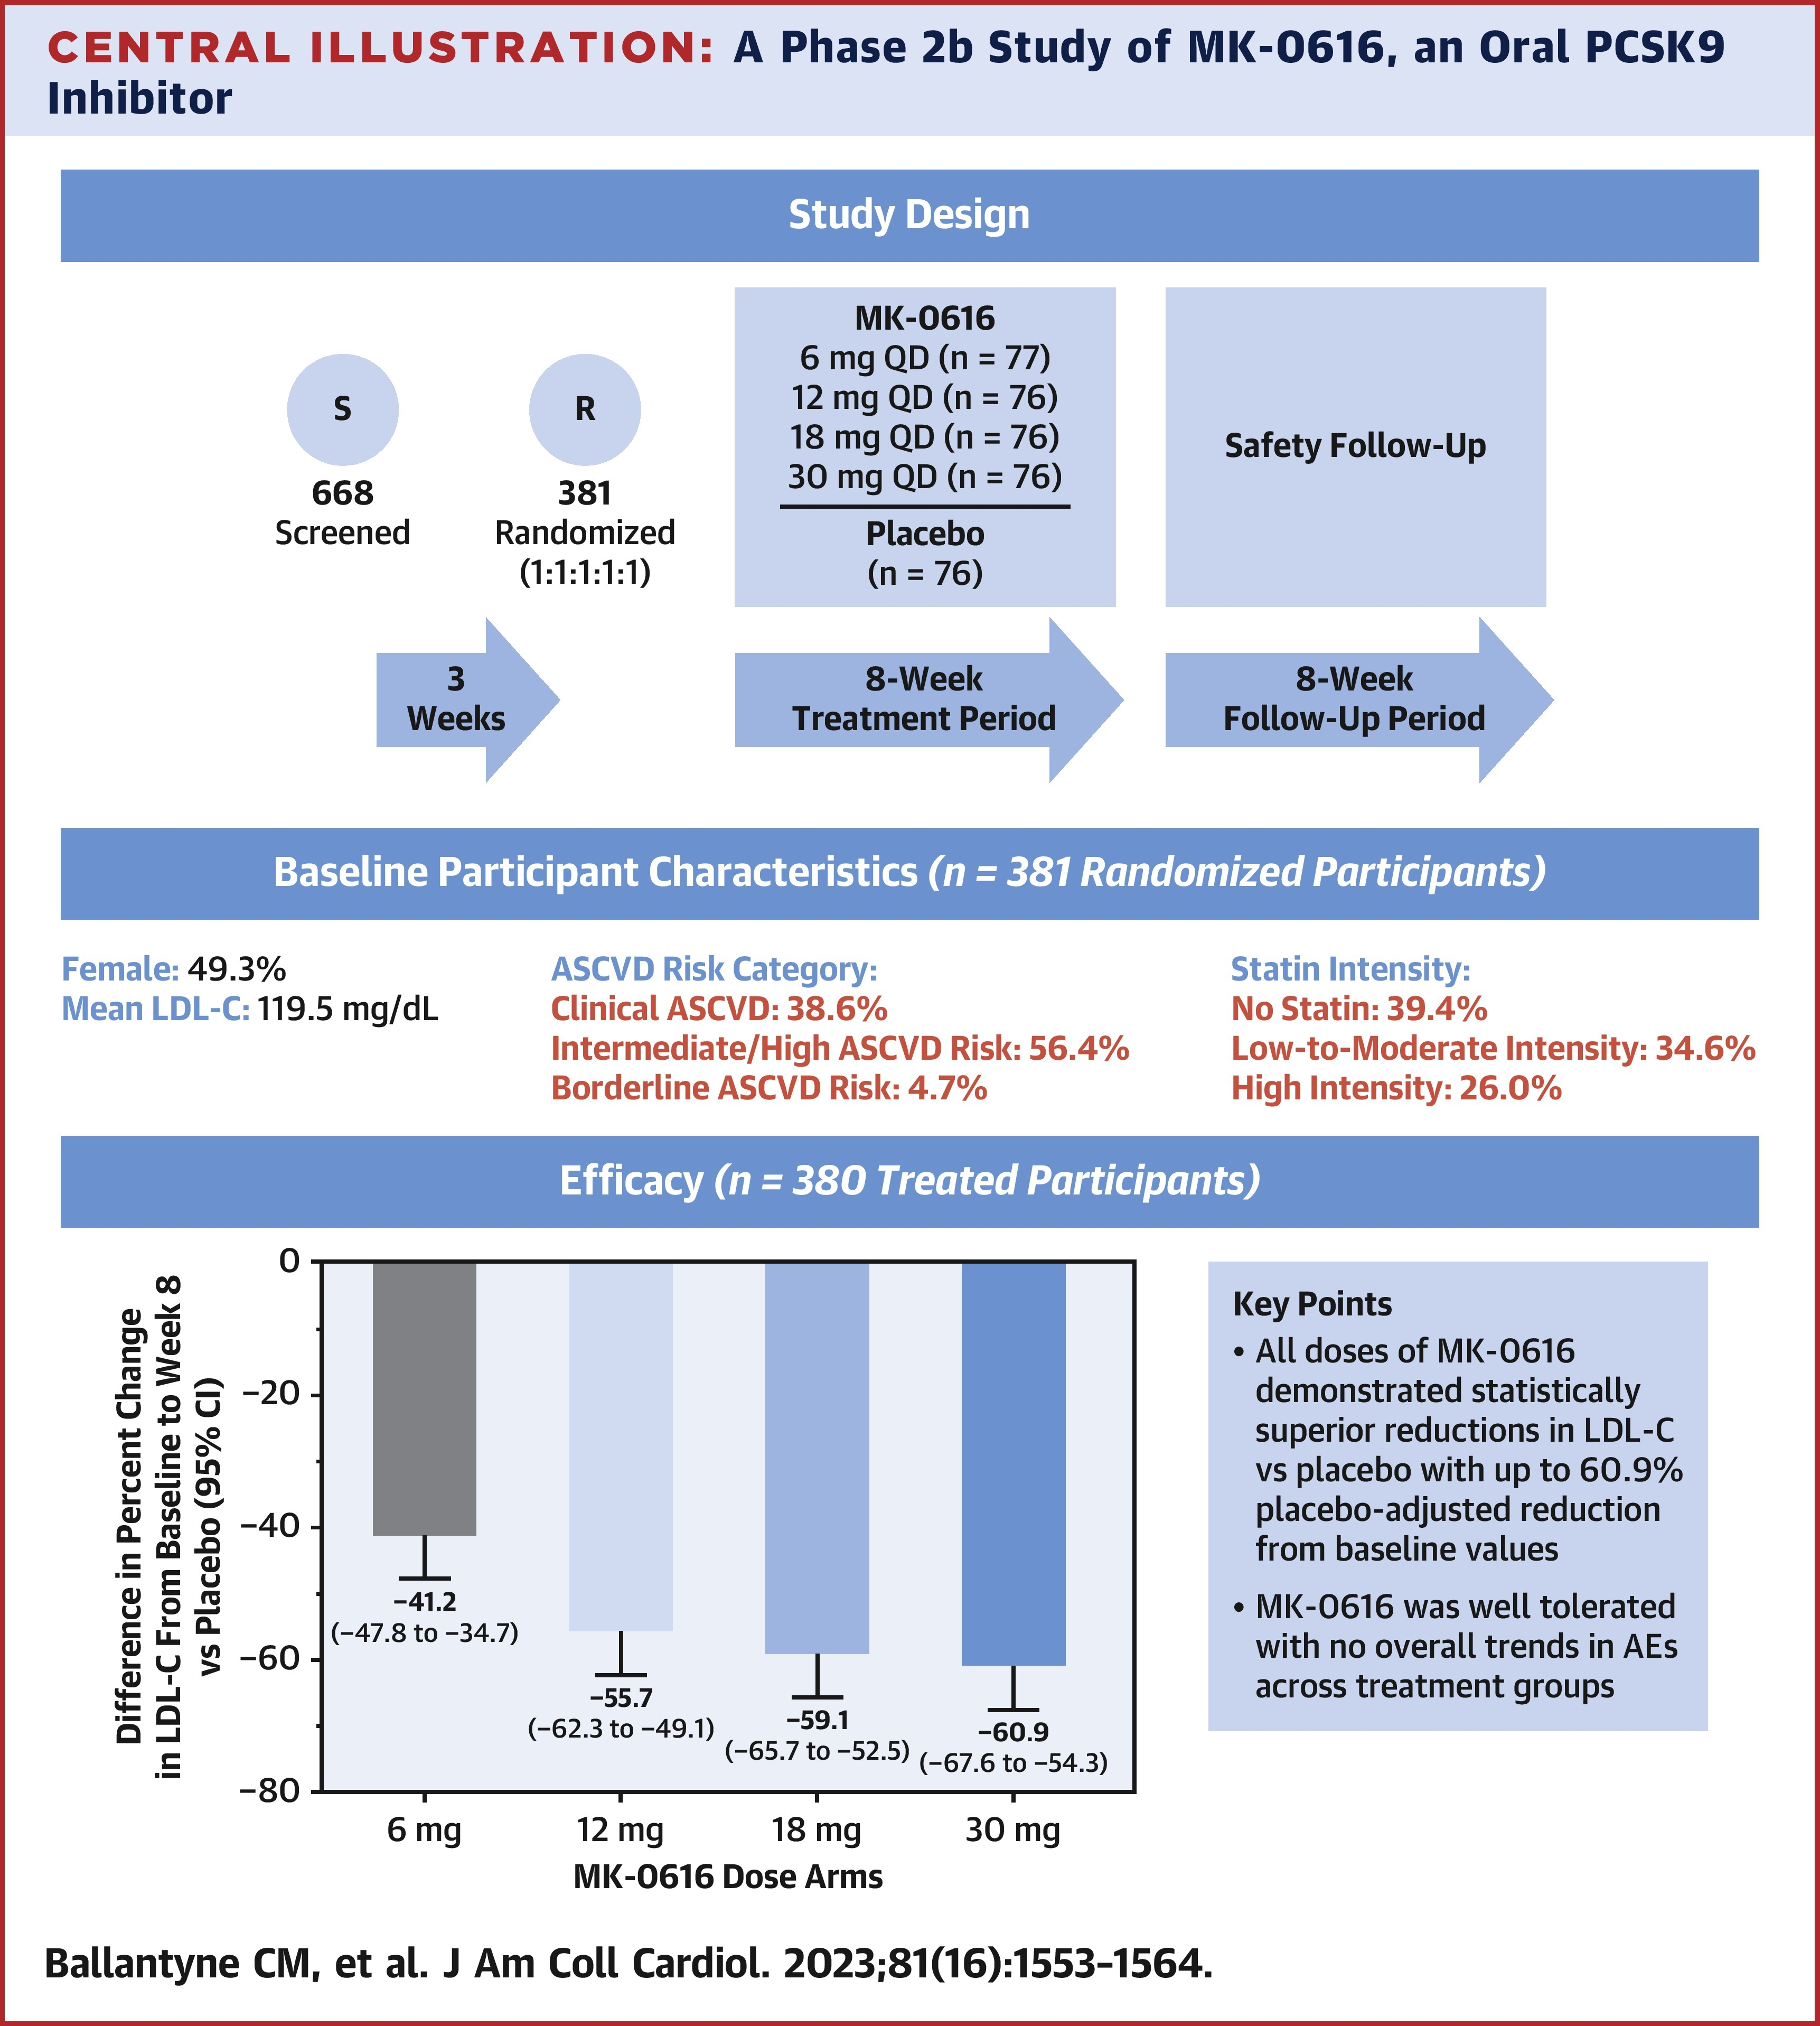 CENTRAL ILLUSTRATION: A Phase 2b Study of MK-0616, an Oral PCSK9
Inhibitor
Study Design
S
668
Screened
R
381
Randomized
(1:1:1:1:1)
MK-0616
6 mg QD (n = 77)
12 mg QD (n = 76)
18 mg QD (n = 76)
30 mg QD (n = 76)
Placebo
(n = 76)
Safety Follow-Up
3
Weeks
8-Week
Treatment Period
8-Week
Follow-Up Period
Baseline Participant Characteristics (n = 381 Randomized Participants)
Female: 49.3%
Mean LDL-C: 119.5 mg/dL
ASCVD Risk Category:
Clinical ASCVD: 38.6%
Intermediate/High ASCVD Risk: 56.4%
Borderline ASCVD Risk: 4.7%
Statin Intensity:
No Statin: 39.4%
Low-to-Moderate Intensity: 34.6%
High Intensity: 26.0%
Efficacy (n = 380 Treated Participants)
Difference in Percent Change
in LDL-C From Baseline to Week 8
vs Placebo (95% CI)
0
−20
−40
−60
−80
−41.2
(−47.8 to −34.7)
−55.7
(−62.3 to −49.1)
−59.1
(−65.7 to −52.5)
−60.9
(−67.6 to −54.3)
6 mg
12 mg
18 mg
30 mg
MK-0616 Dose Arms
Key Points
• All doses of MK-0616
demonstrated statistically
superior reductions in LDL-C
vs placebo with up to 60.9%
placebo-adjusted reduction
from baseline values
• MK-0616 was well tolerated
with no overall trends in AEs
across treatment groups
Ballantyne CM, et al. J Am Coll Cardiol. 2023;81(16):1553–1564.